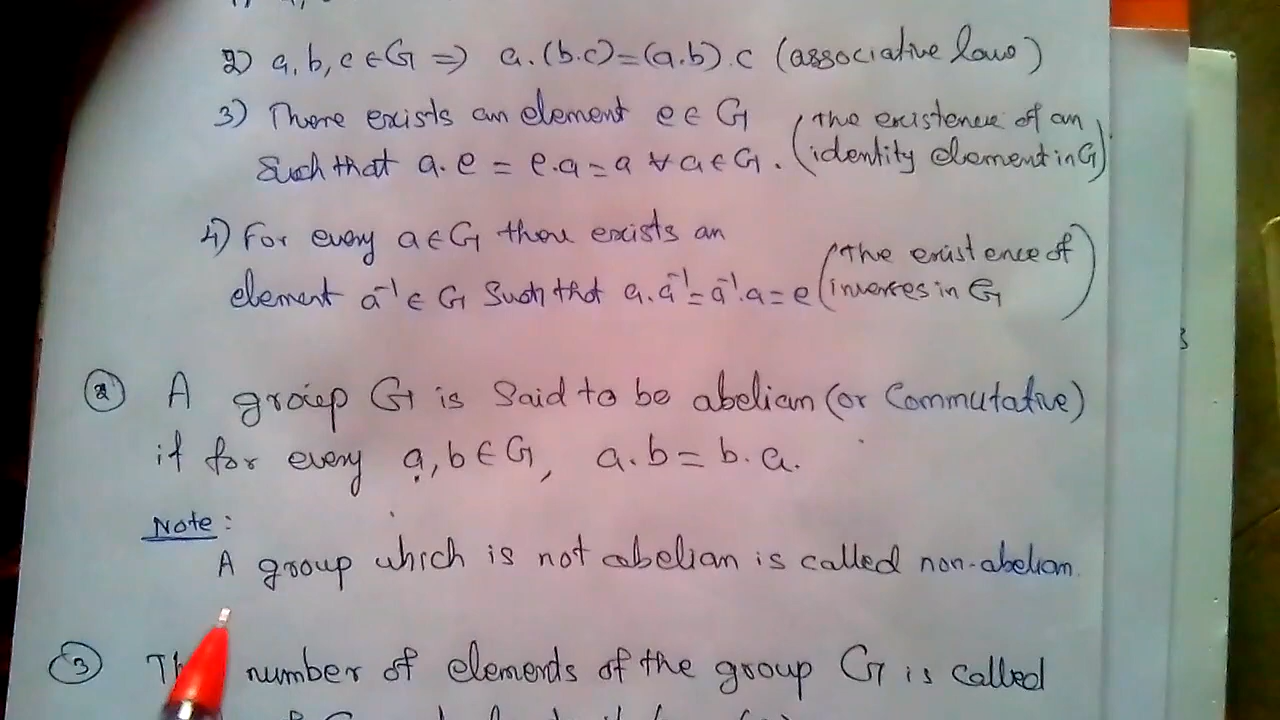 2) a, b, c ∈ G ⇒ a.(b.c)=(a.b).c (associative law)
3) There exists an element e ∈ G (The existence of an
Such that a.e = e.a = a ∀ a ∈ G. identity element in G)
4) For every a ∈ G there exists an
element a⁻¹ ∈ G Such that a.a⁻¹ = a⁻¹.a = e (The existence of
inverses in G)
② A group G is Said to be abelian (or Commutative)
if for every a, b ∈ G, a.b = b.a.
Note:
A group which is not abelian is called non-abelian.
③ number of elements of the group G is called